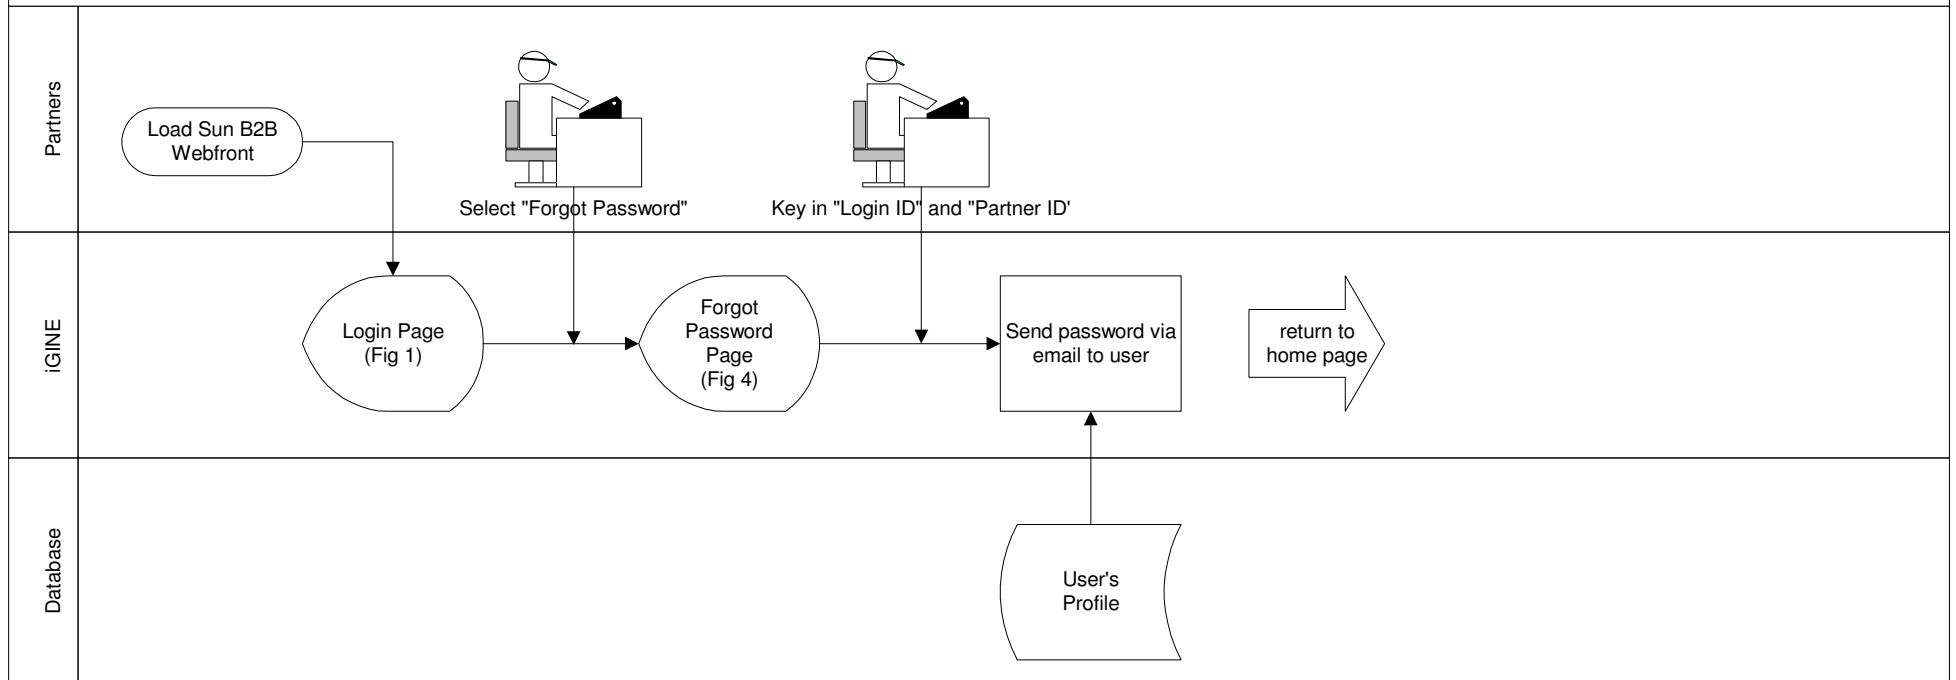 Partners
Load Sun B2B
Webfront
Select "Forgot Password"
Key in "Login ID" and "Partner ID'
iGINE
Login Page
(Fig 1)
Forgot
Password
Page
(Fig 4)
Send password via
email to user
return to
home page
Database
User's
Profile